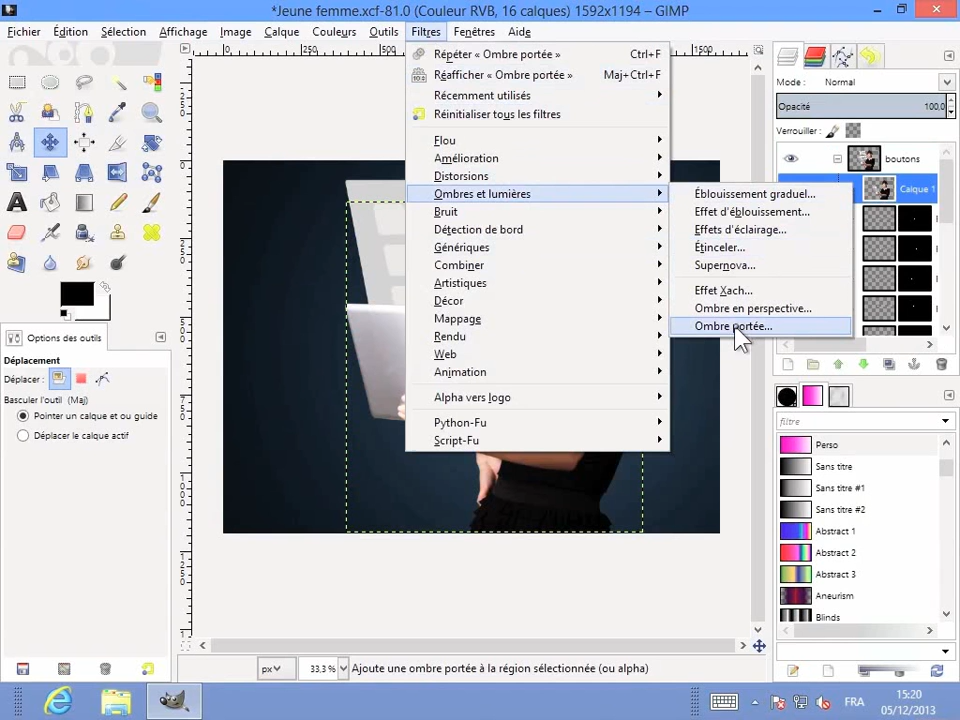 *Jeune femme.xcf-81.0 (Couleur RVB, 16 calques) 1592x1194 – GIMP
Fichier Édition Sélection Affichage Image Calque Couleurs Outils Filtres Fenêtres Aide
500
1500
Répéter « Ombre portée » Ctrl+F
Réafficher « Ombre portée » Maj+Ctrl+F
Récemment utilisés
Réinitialiser tous les filtres
Flou
Amélioration
Distorsions
Ombres et lumières
Bruit
Détection de bord
Génériques
Combiner
Artistiques
Décor
Mappage
Rendu
Web
Animation
Alpha vers logo
Python-Fu
Script-Fu
Éblouissement graduel...
Effet d'éblouissement...
Effets d'éclairage...
Étinceler...
Supernova...
Effet Xach...
Ombre en perspective...
Ombre portée...
Mode : Normal
Opacité 100.0
Verrouiller :
boutons
Calque 1
Options des outils
Déplacement
Déplacer :
Basculer l'outil (Maj)
Pointer un calque et ou guide
Déplacer le calque actif
filtre
Perso
Sans titre
Sans titre #1
Sans titre #2
Abstract 1
Abstract 2
Abstract 3
Aneurism
Blinds
px 33,3 % Ajoute une ombre portée à la région sélectionnée (ou alpha)
FRA
15:20
05/12/2013